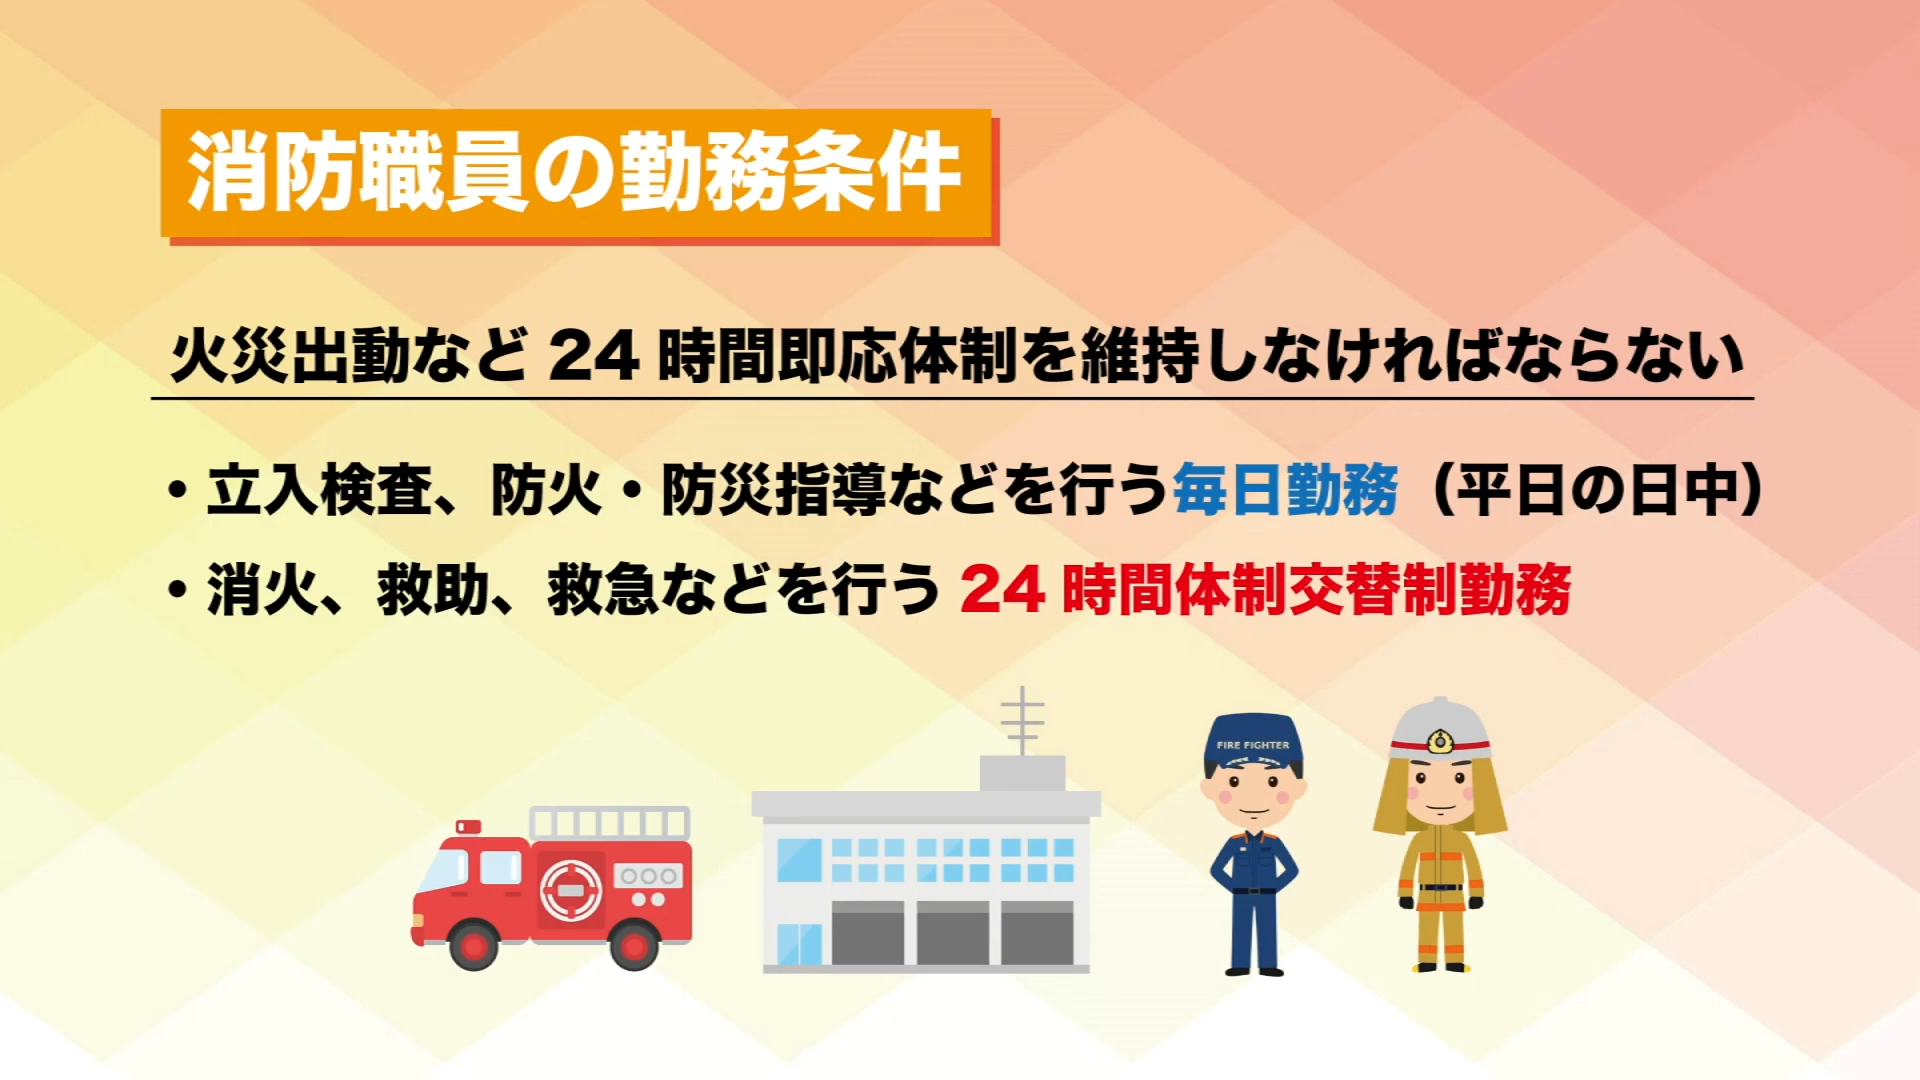 消防職員の勤務条件
火災出動など24時間即応体制を維持しなければならない
・立入検査、防火・防災指導などを行う毎日勤務（平日の日中）
・消火、救助、救急などを行う24時間体制交替制勤務
FIRE FIGHTER